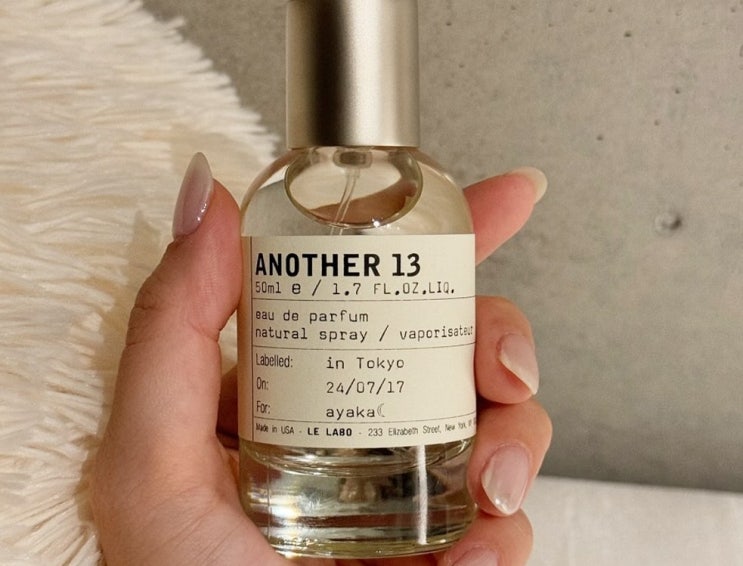 ANOTHER 13
50ml e / 1.7 FL.OZ.LIQ.
eau de parfum
natural spray / vaporisateur
Labelled: in Tokyo
On: 24/07/17
For: ayaka☾
Made in USA - LE LABO - 233 Elizabeth Street, New York,